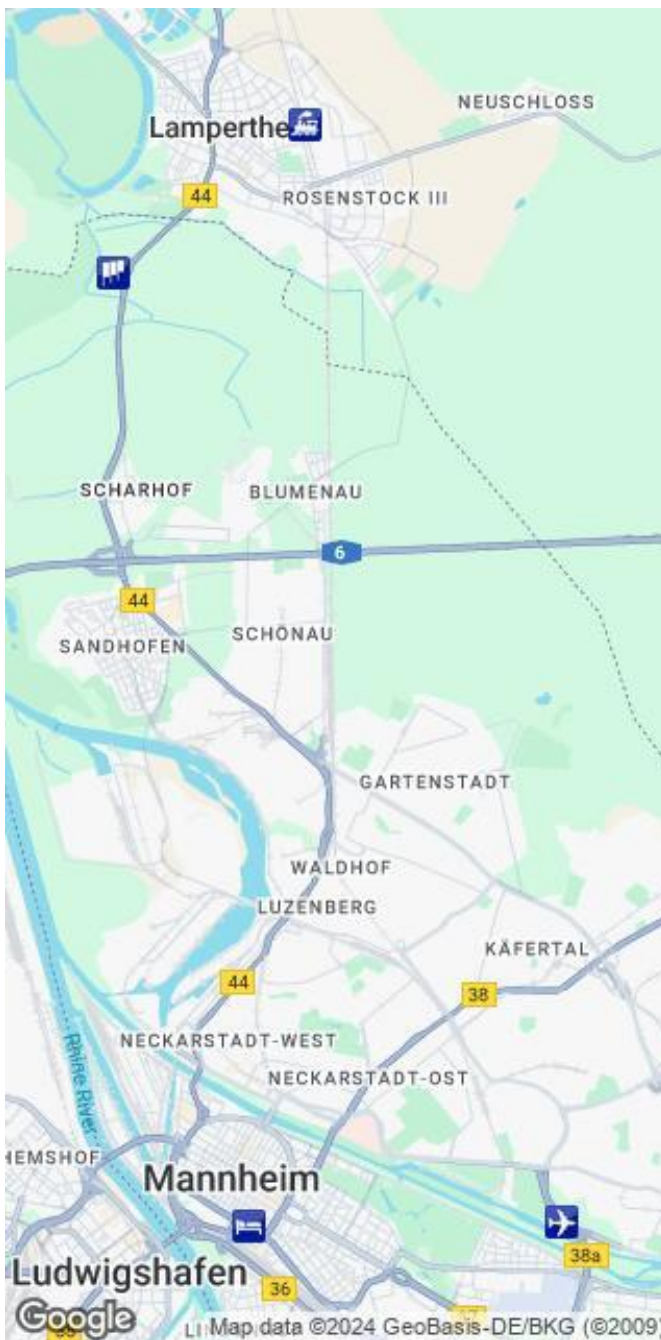 NEUSCHLOSS
Lamperthe
44
ROSENSTOCK III
SCHARHOF
BLUMENAU
6
44
SCHÖNAU
SANDHOFEN
GARTENSTADT
WALDHOF
LUZENBERG
KÄFERTAL
44
38
NECKARSTADT-WEST
Rhine River
NECKARSTADT-OST
HEMSHOF
Mannheim
38a
Ludwigshafen
36
Google
Map data ©2024 GeoBasis-DE/BKG (©2009)